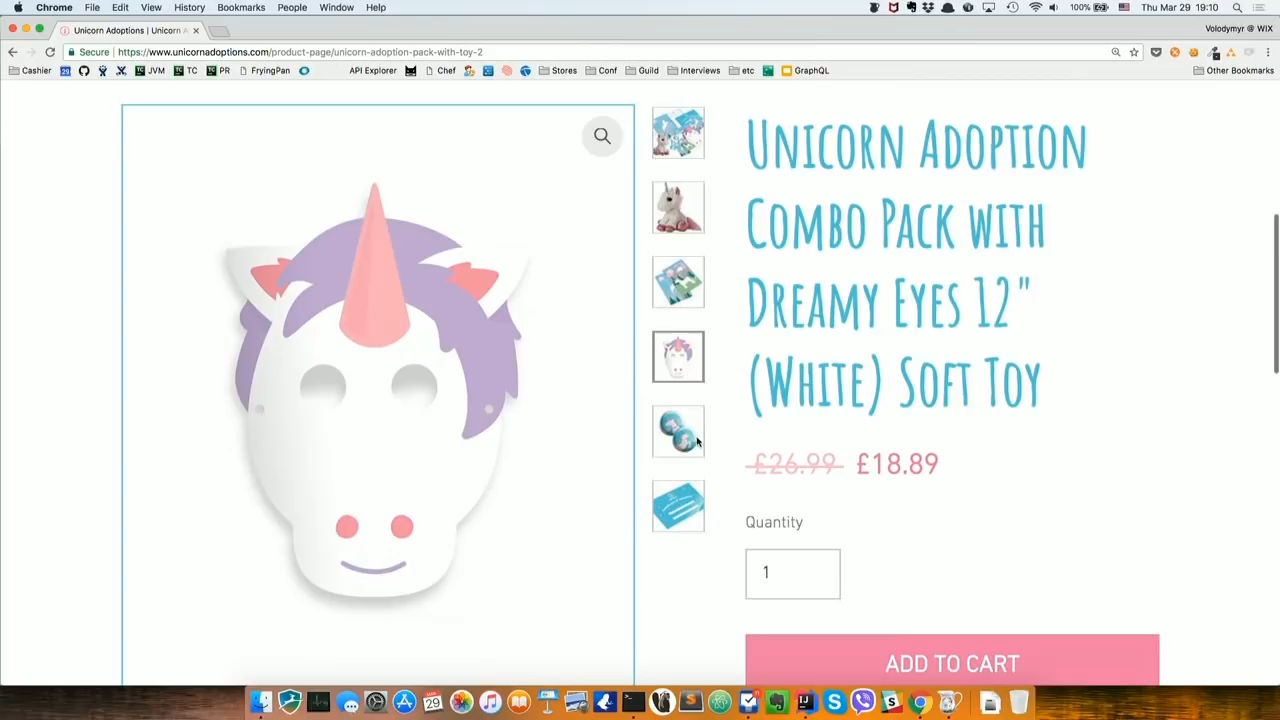 Chrome File Edit View History Bookmarks People Window Help 100% Thu Mar 29 19:10
Unicorn Adoptions | Unicorn A Volodymyr @ WIX
Secure https://www.unicornadoptions.com/product-page/unicorn-adoption-pack-with-toy-2
Cashier 29 JVM TC PR FryingPan API Explorer Chef Stores Conf Guild Interviews etc GraphQL Other Bookmarks
Unicorn Adoption
Combo Pack with
Dreamy Eyes 12"
(White) Soft Toy
£26.99 £18.89
Quantity
1
ADD TO CART
29